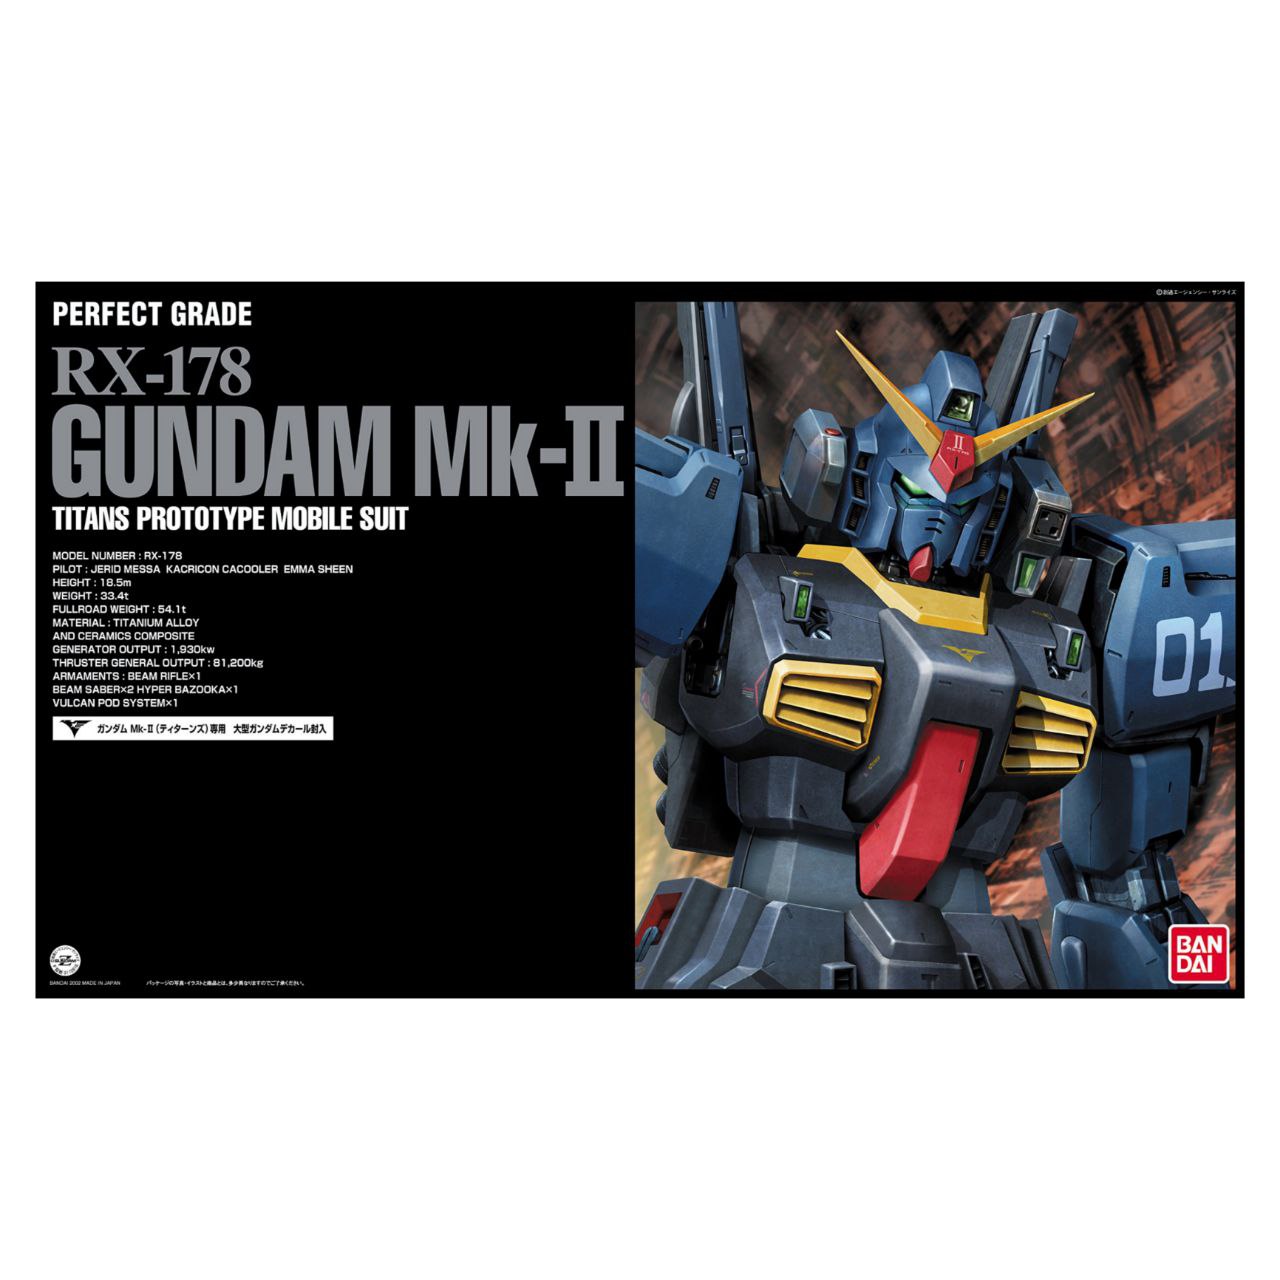 ©創通エージェンシー・サンライズ
PERFECT GRADE
RX-178
GUNDAM Mk-II
TITANS PROTOTYPE MOBILE SUIT
MODEL NUMBER : RX-178
PILOT : JERID MESSA KACRICON CACOOLER EMMA SHEEN
HEIGHT : 18.5m
WEIGHT : 33.4t
FULLROAD WEIGHT : 54.1t
MATERIAL : TITANIUM ALLOY
AND CERAMICS COMPOSITE
GENERATOR OUTPUT : 1,930kw
THRUSTER GENERAL OUTPUT : 81,200kg
ARMAMENTS : BEAM RIFLE×1
BEAM SABER×2 HYPER BAZOOKA×1
VULCAN POD SYSTEM×1
ガンダム Mk-II(ティターンズ)専用 大型ガンダムデカール封入
II
RX-178
01
BAN
DAI
BANDAI 2002 MADE IN JAPAN
パッケージの写真・イラストと商品とは、多少異なりますのでご了承ください。